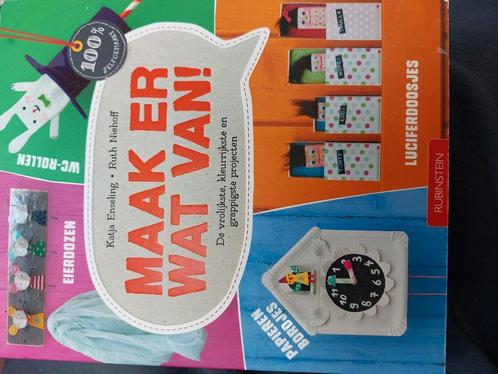 100%
ZELFGEMAAKT
Katja Enseling • Ruth Niehoff
MAAK ER
WAT VAN!
De vrolijkste, kleurrijkste en
grappigste projecten
WC-ROLLEN
LUCIFERDOOSJES
EIERDOZEN
PAPIEREN
BORDJES
RUBINSTEIN